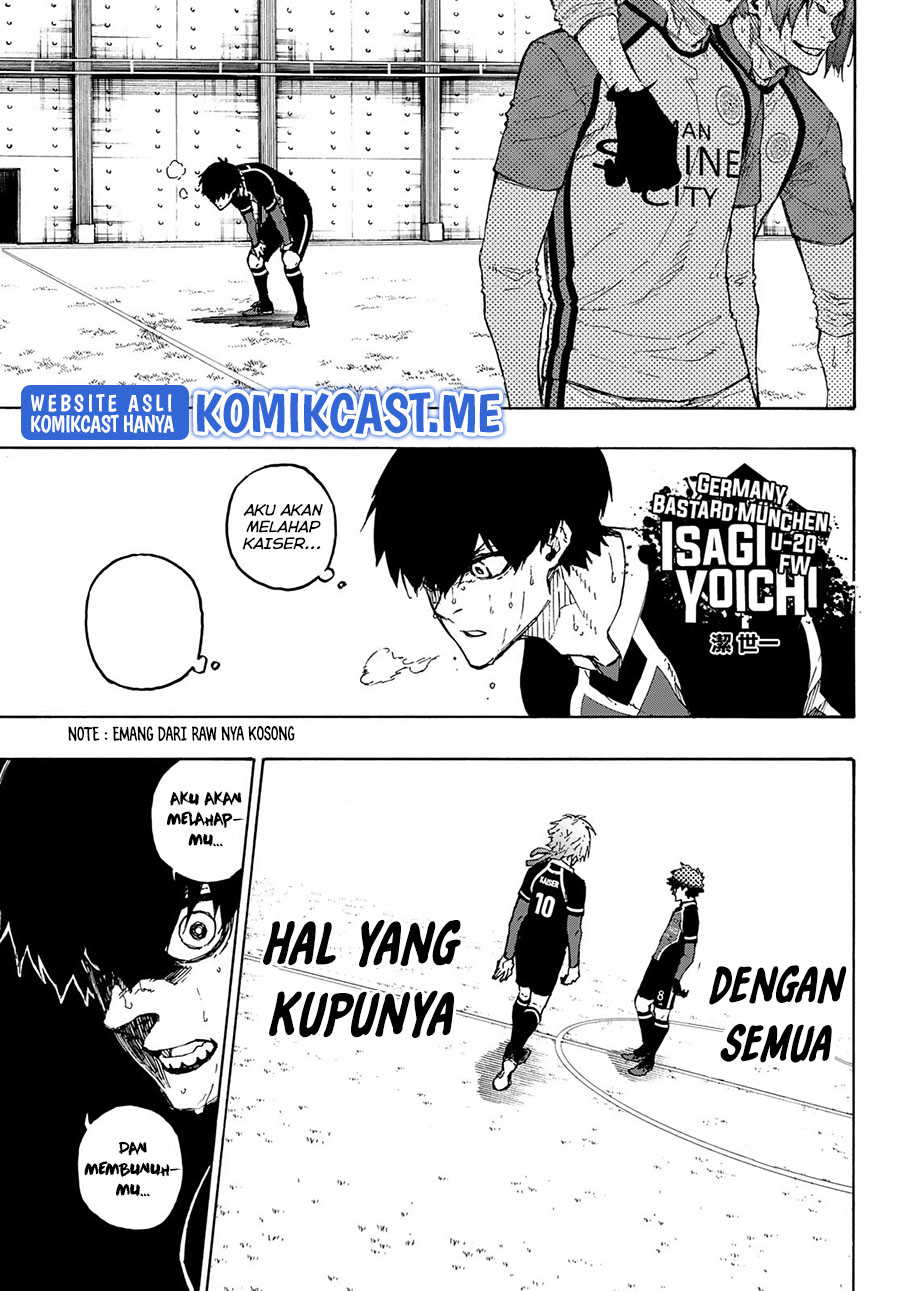 MAN
CITY
WEBSITE ASLI
KOMIKCAST HANYA
KOMIKCAST.ME
GERMANY
BASTARD MÜNCHEN
ISAGI
U-20
FW
YOICHI
潔 世一
AKU AKAN
MELAHAP
KAISER...
NOTE : EMANG DARI RAW NYA KOSONG
DENGAN
SEMUA
KAISER
10
8
HAL YANG
KUPUNYA
AKU AKAN
MELAHAP-
MU...
DAN
MEMBUNUH-
MU...